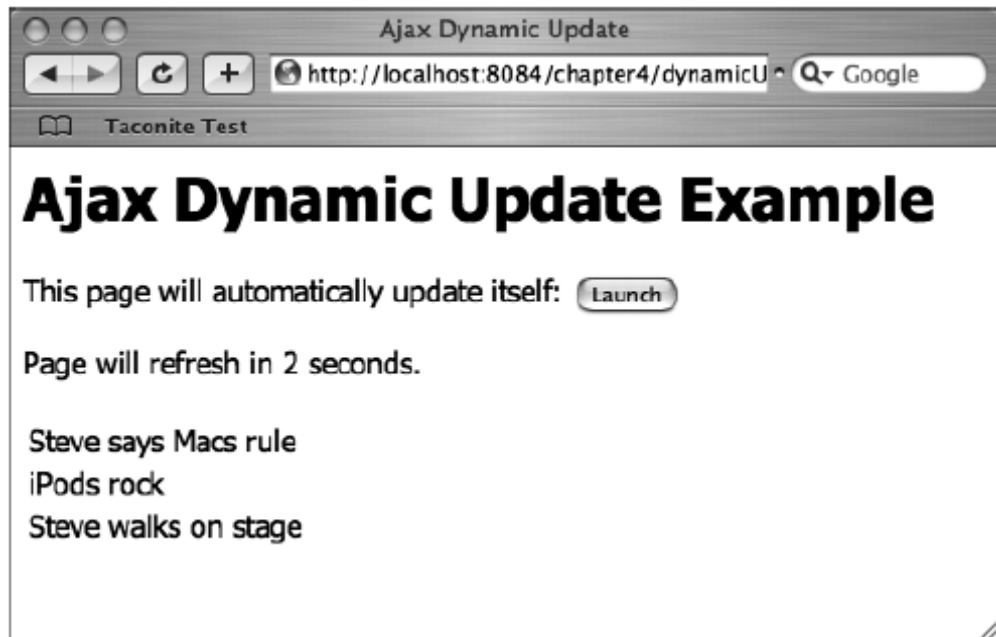 Ajax Dynamic Update
http://localhost:8084/chapter4/dynamicU
Google
Taconite Test
Ajax Dynamic Update Example
This page will automatically update itself: Launch
Page will refresh in 2 seconds.
Steve says Macs rule
iPods rock
Steve walks on stage